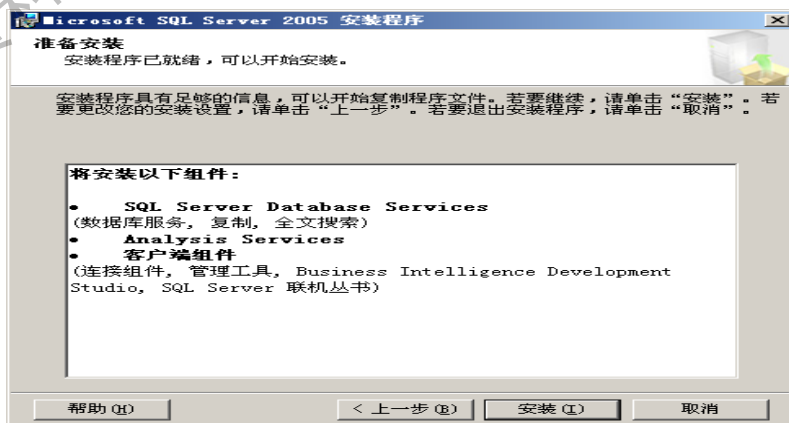 Microsoft SQL Server 2005 安装程序
准备安装
安装程序已就绪，可以开始安装。
安装程序具有足够的信息，可以开始复制程序文件。若要继续，请单击“安装”。若
要更改您的安装设置，请单击“上一步”。若要退出安装程序，请单击“取消”。
将安装以下组件:
• SQL Server Database Services
(数据库服务, 复制, 全文搜索)
• Analysis Services
• 客户端组件
(连接组件, 管理工具, Business Intelligence Development
Studio, SQL Server 联机丛书)
帮助(H)
< 上一步(B)
安装(I)
取消